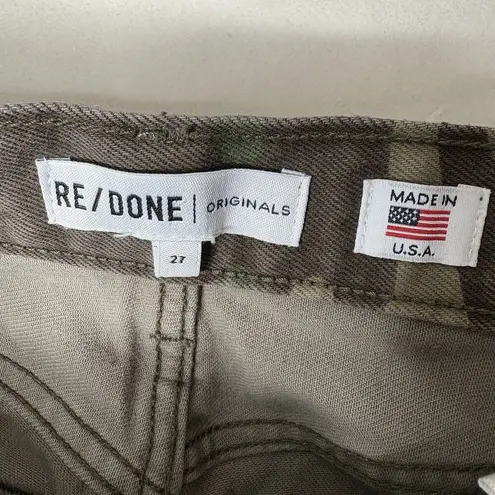 RE/DONE | ORIGINALS
27
MADE IN
U.S.A.